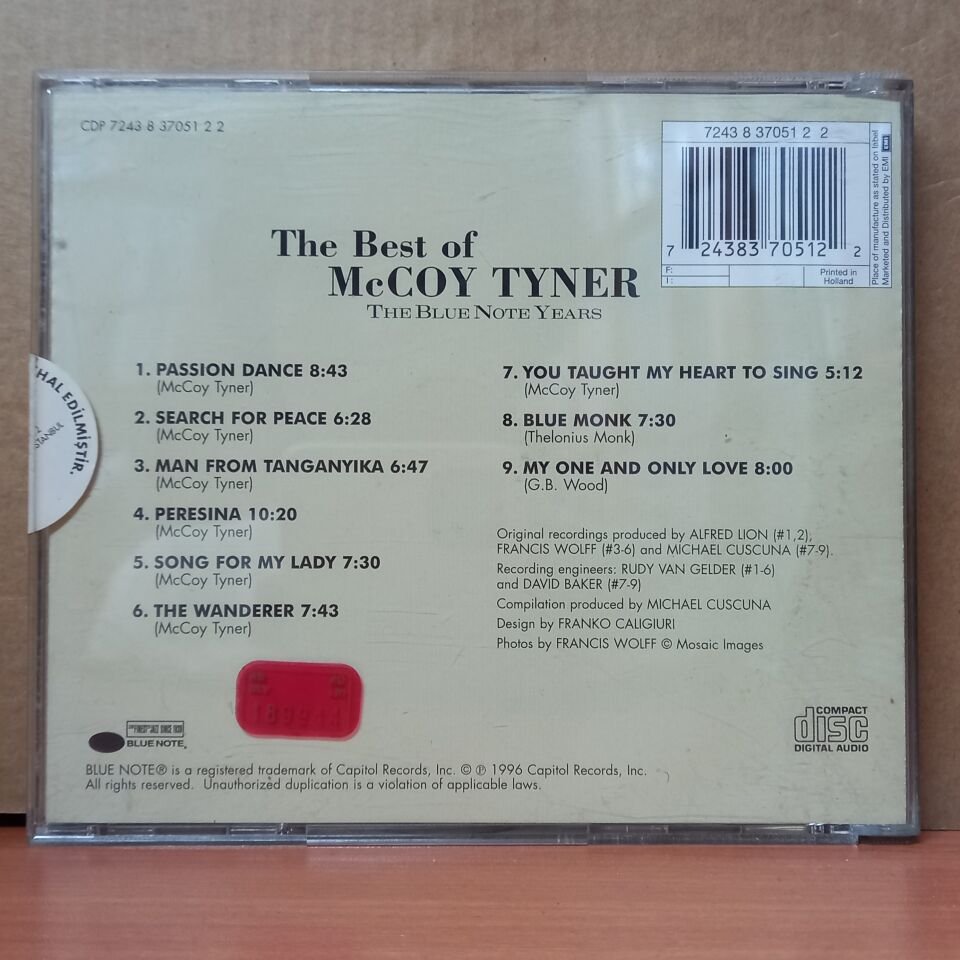 CDP 7243 8 37051 2 2
7243 8 37051 2 2
7 24383 70512 2
F:
I:
Printed in
Holland
Place of manufacture as stated on label
Marketed and Distributed by EMI EMI
The Best of
McCOY TYNER
THE BLUE NOTE YEARS
1. PASSION DANCE 8:43
(McCoy Tyner)
2. SEARCH FOR PEACE 6:28
(McCoy Tyner)
3. MAN FROM TANGANYIKA 6:47
(McCoy Tyner)
4. PERESINA 10:20
(McCoy Tyner)
5. SONG FOR MY LADY 7:30
(McCoy Tyner)
6. THE WANDERER 7:43
(McCoy Tyner)
7. YOU TAUGHT MY HEART TO SING 5:12
(McCoy Tyner)
8. BLUE MONK 7:30
(Thelonius Monk)
9. MY ONE AND ONLY LOVE 8:00
(G.B. Wood)
Original recordings produced by ALFRED LION (#1,2),
FRANCIS WOLFF (#3-6) and MICHAEL CUSCUNA (#7-9).
Recording engineers: RUDY VAN GELDER (#1-6)
and DAVID BAKER (#7-9)
Compilation produced by MICHAEL CUSCUNA
Design by FRANKO CALIGIURI
Photos by FRANCIS WOLFF © Mosaic Images
HAL EDİLMİŞTİR.
STANBUL
THE FINEST IN JAZZ SINCE 1939
BLUE NOTE®
COMPACT
disc
DIGITAL AUDIO
BLUE NOTE® is a registered trademark of Capitol Records, Inc. © ℗ 1996 Capitol Records, Inc.
All rights reserved. Unauthorized duplication is a violation of applicable laws.